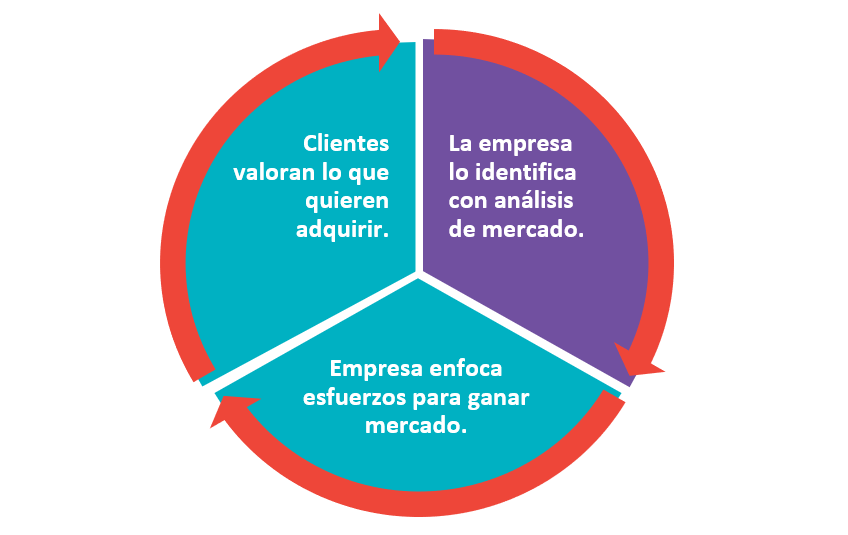 Clientes
valoran lo que
quieren
adquirir.
La empresa
lo identifica
con análisis
de mercado.
Empresa enfoca
esfuerzos para ganar
mercado.